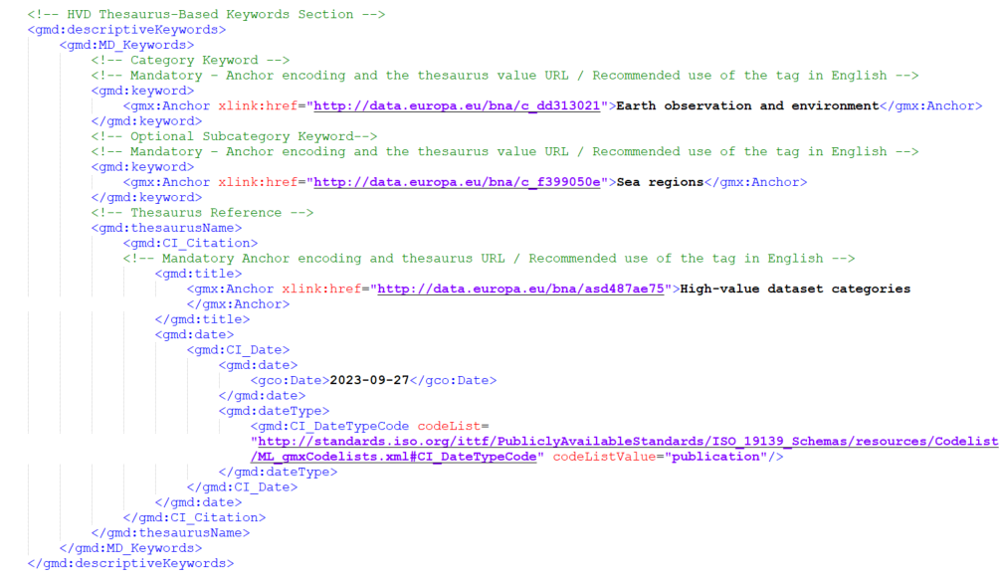 <!-- HVD Thesaurus-Based Keywords Section -->
<gmd:descriptiveKeywords>
<gmd:MD_Keywords>
<!-- Category Keyword -->
<!-- Mandatory - Anchor encoding and the thesaurus value URL / Recommended use of the tag in English -->
<gmd:keyword>
<gmx:Anchor xlink:href="http://data.europa.eu/bna/c_dd313021">Earth observation and environment</gmx:Anchor>
</gmd:keyword>
<!-- Optional Subcategory Keyword-->
<!-- Mandatory - Anchor encoding and the thesaurus value URL / Recommended use of the tag in English -->
<gmd:keyword>
<gmx:Anchor xlink:href="http://data.europa.eu/bna/c_f399050e">Sea regions</gmx:Anchor>
</gmd:keyword>
<!-- Thesaurus Reference -->
<gmd:thesaurusName>
<gmd:CI_Citation>
<!-- Mandatory Anchor encoding and thesaurus URL / Recommended use of the tag in English -->
<gmd:title>
<gmx:Anchor xlink:href="http://data.europa.eu/bna/asd487ae75">High-value dataset categories
</gmx:Anchor>
</gmd:title>
<gmd:date>
<gmd:CI_Date>
<gmd:date>
<gco:Date>2023-09-27</gco:Date>
</gmd:date>
<gmd:dateType>
<gmd:CI_DateTypeCode codeList=
"http://standards.iso.org/ittf/PubliclyAvailableStandards/ISO_19139_Schemas/resources/Codelist
/ML_gmxCodelists.xml#CI_DateTypeCode" codeListValue="publication"/>
</gmd:dateType>
</gmd:CI_Date>
</gmd:date>
</gmd:CI_Citation>
</gmd:thesaurusName>
</gmd:MD_Keywords>
</gmd:descriptiveKeywords>